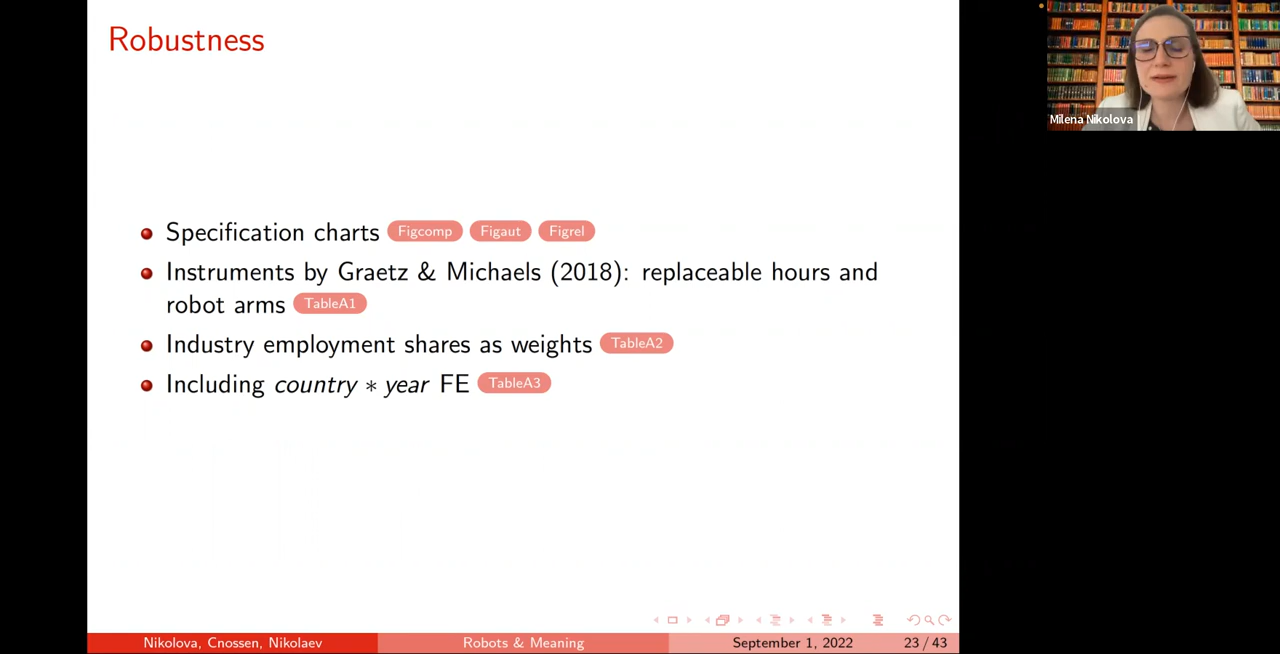 Robustness
Milena Nikolova
Specification charts Figcomp Figaut Figrel
Instruments by Graetz & Michaels (2018): replaceable hours and
robot arms TableA1
Industry employment shares as weights TableA2
Including country * year FE TableA3
Nikolova, Cnossen, Nikolaev Robots & Meaning September 1, 2022 23 / 43